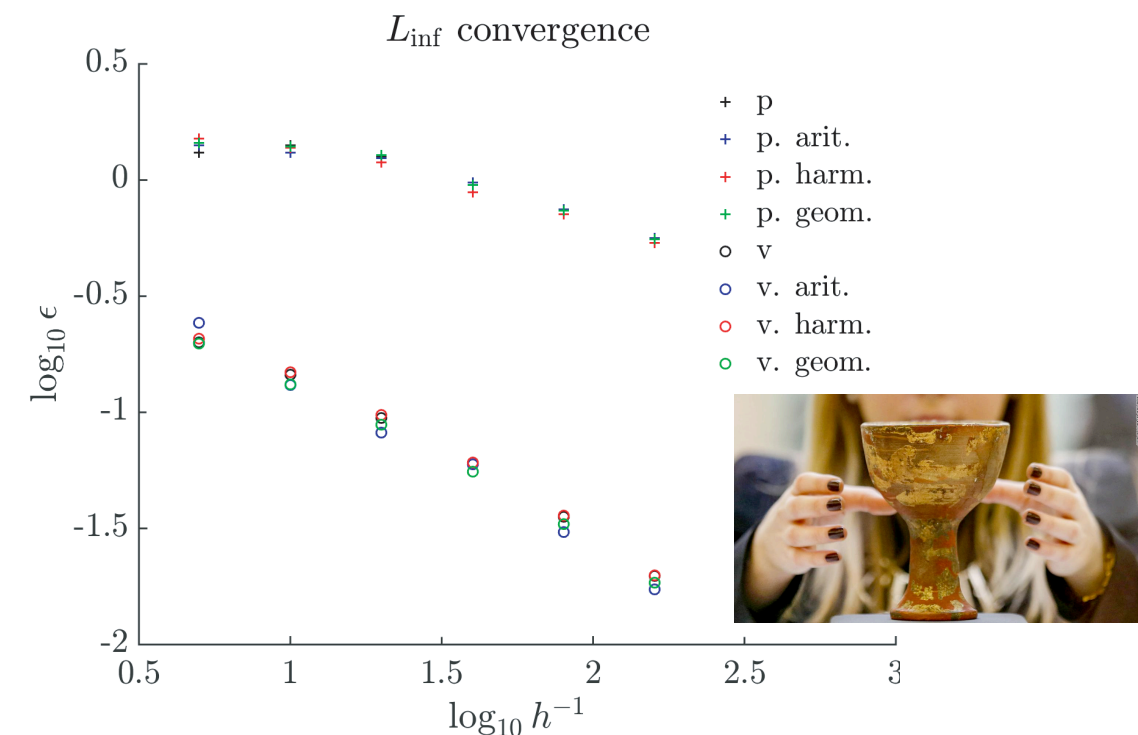 L_inf convergence
0.5
0
-0.5
-1
-1.5
-2
log₁₀ ϵ
0.5 1 1.5 2 2.5 3
log₁₀ h⁻¹
p
p. arit.
p. harm.
p. geom.
v
v. arit.
v. harm.
v. geom.